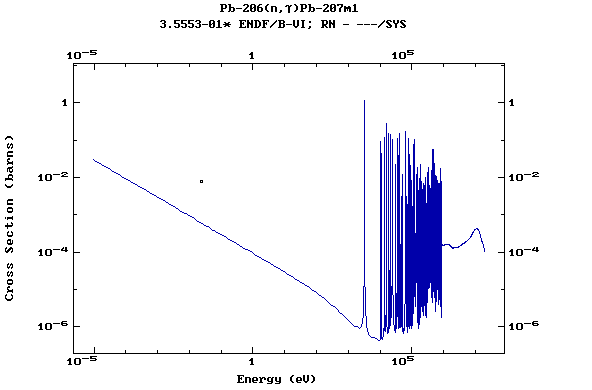 Pb-206(n,γ)Pb-207m1
3.5553-01* ENDF/B-VI; RN - ---/SYS
10-5 1 105
1 1
10-2 10-2
10-4 10-4
10-6 10-6
Cross Section (barns)
10-5 1 105
Energy (eV)